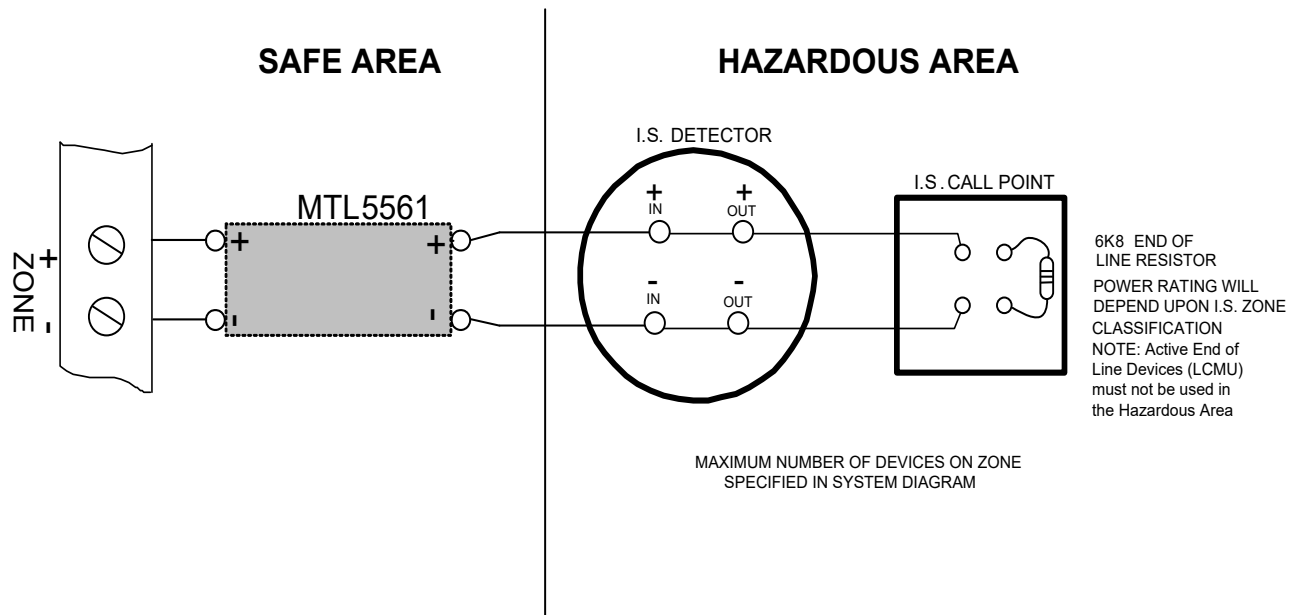 SAFE AREA
HAZARDOUS AREA
I.S. DETECTOR
I.S. CALL POINT
MTL5561
+ +
IN OUT
- -
IN OUT
+ +
- -
+
ZONE
-
6K8 END OF
LINE RESISTOR
POWER RATING WILL
DEPEND UPON I.S. ZONE
CLASSIFICATION
NOTE: Active End of
Line Devices (LCMU)
must not be used in
the Hazardous Area
MAXIMUM NUMBER OF DEVICES ON ZONE
SPECIFIED IN SYSTEM DIAGRAM